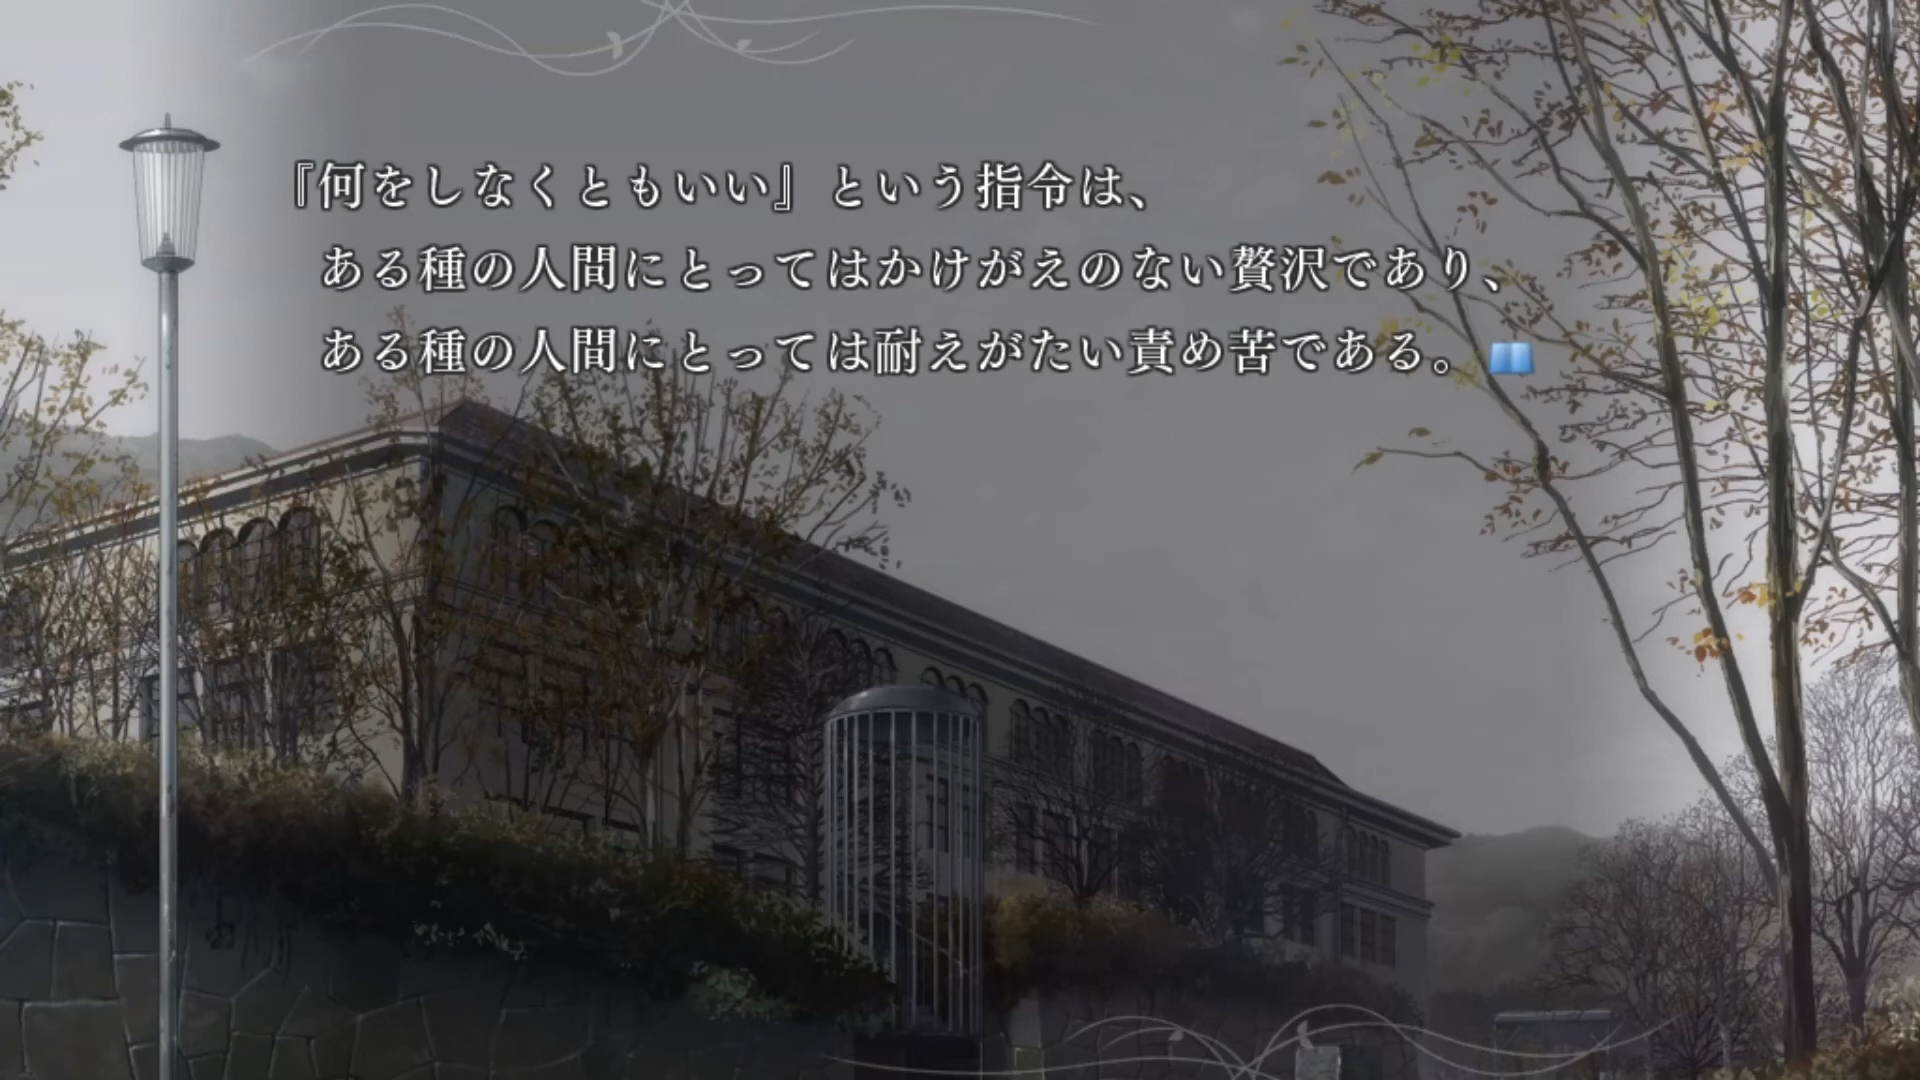 『何をしなくともいい』という指令は、
ある種の人間にとってはかけがえのない贅沢であり、
ある種の人間にとっては耐えがたい責め苦である。